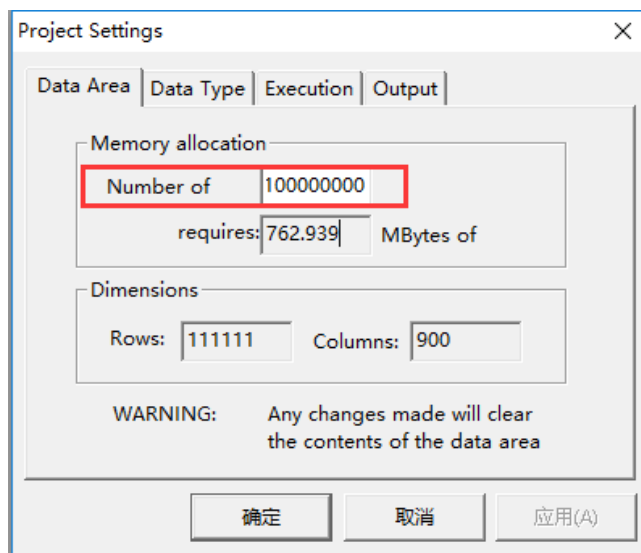 Project Settings
Data Area Data Type Execution Output
Memory allocation
Number of 100000000
requires: 762.939 MBytes of
Dimensions
Rows: 111111 Columns: 900
WARNING: Any changes made will clear
the contents of the data area
确定 取消 应用(A)